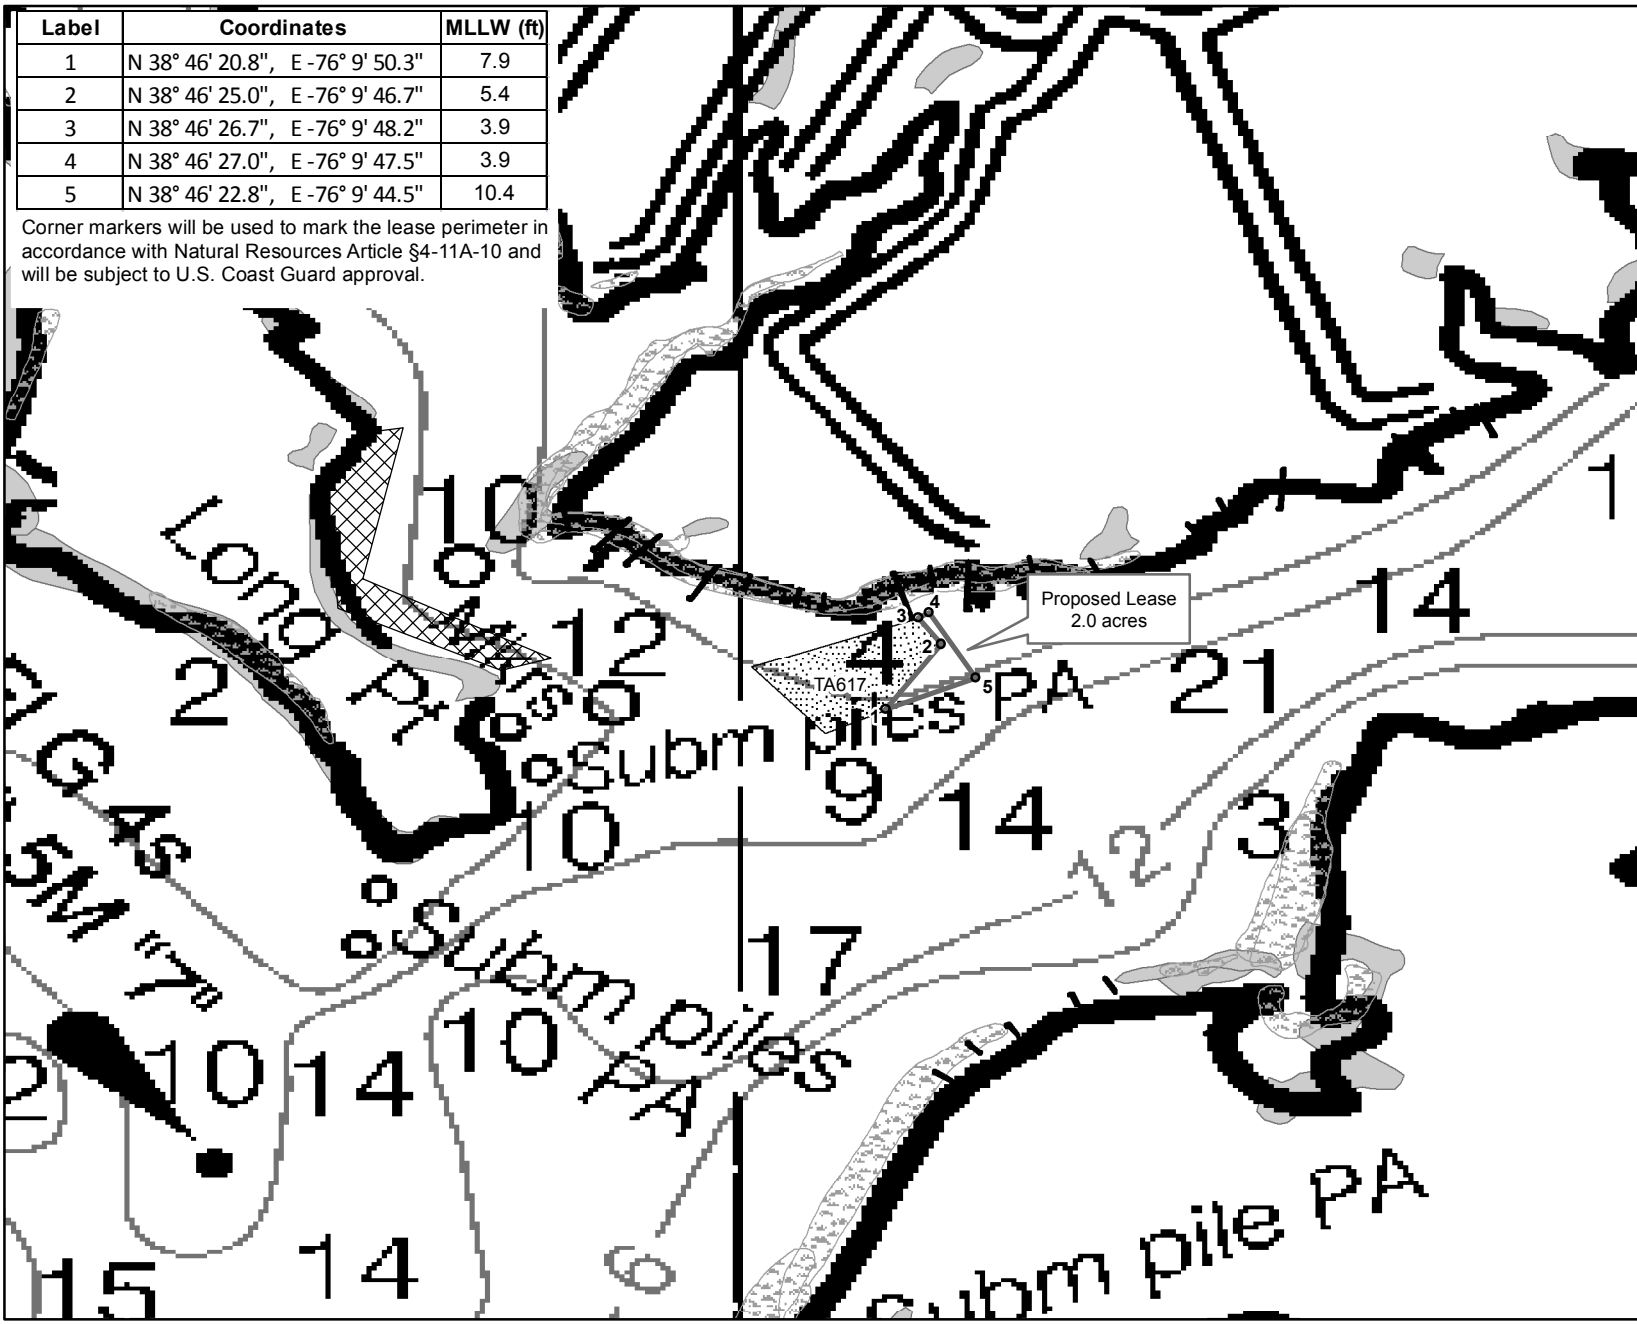 Label Coordinates MLLW (ft)
1 N 38° 46' 20.8", E -76° 9' 50.3" 7.9
2 N 38° 46' 25.0", E -76° 9' 46.7" 5.4
3 N 38° 46' 26.7", E -76° 9' 48.2" 3.9
4 N 38° 46' 27.0", E -76° 9' 47.5" 3.9
5 N 38° 46' 22.8", E -76° 9' 44.5" 10.4
Corner markers will be used to mark the lease perimeter in
accordance with Natural Resources Article §4-11A-10 and
will be subject to U.S. Coast Guard approval.
10
1
Long Pt
12
14
Proposed Lease
2.0 acres
3
4
2
4
TA617
5
1
2
21
Subm piles PA
9
14
12
3
10
G 4s
5M "7"
Subm piles
PA
17
10
10
14
2
14
15
6
Subm pile PA